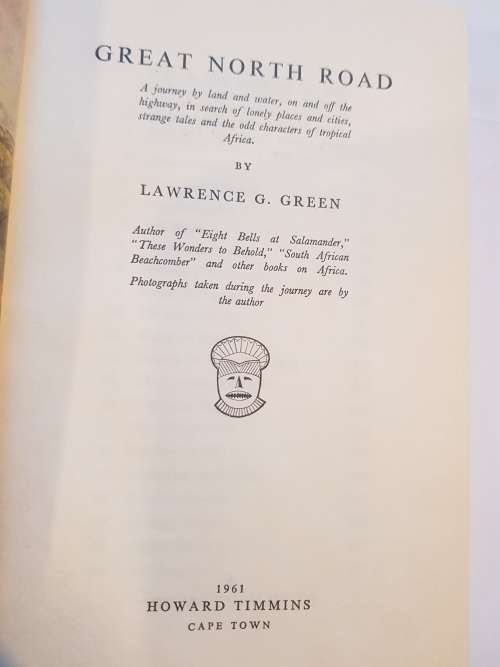 GREAT NORTH ROAD
A journey by land and water, on and off the
highway, in search of lonely places and cities,
strange tales and the odd characters of tropical
Africa.
BY
LAWRENCE G. GREEN
Author of "Eight Bells at Salamander,"
"These Wonders to Behold," "South African
Beachcomber" and other books on Africa.
Photographs taken during the journey are by
the author
1961
HOWARD TIMMINS
CAPE TOWN